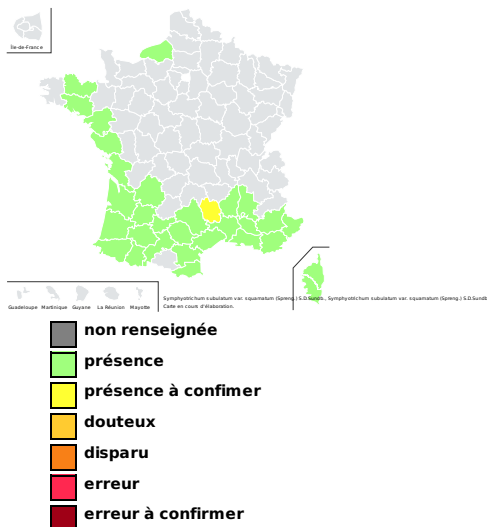 Île-de-France
Guadeloupe Martinique Guyane La Réunion Mayotte
Symphyotrichum subulatum var. squamatum (Spreng.) S.D.Sundb., Symphyotrichum subulatum var. squamatum (Spreng.) S.D.Sundb
Carte en cours d'élaboration.
non renseignée
présence
présence à confimer
douteux
disparu
erreur
erreur à confirmer